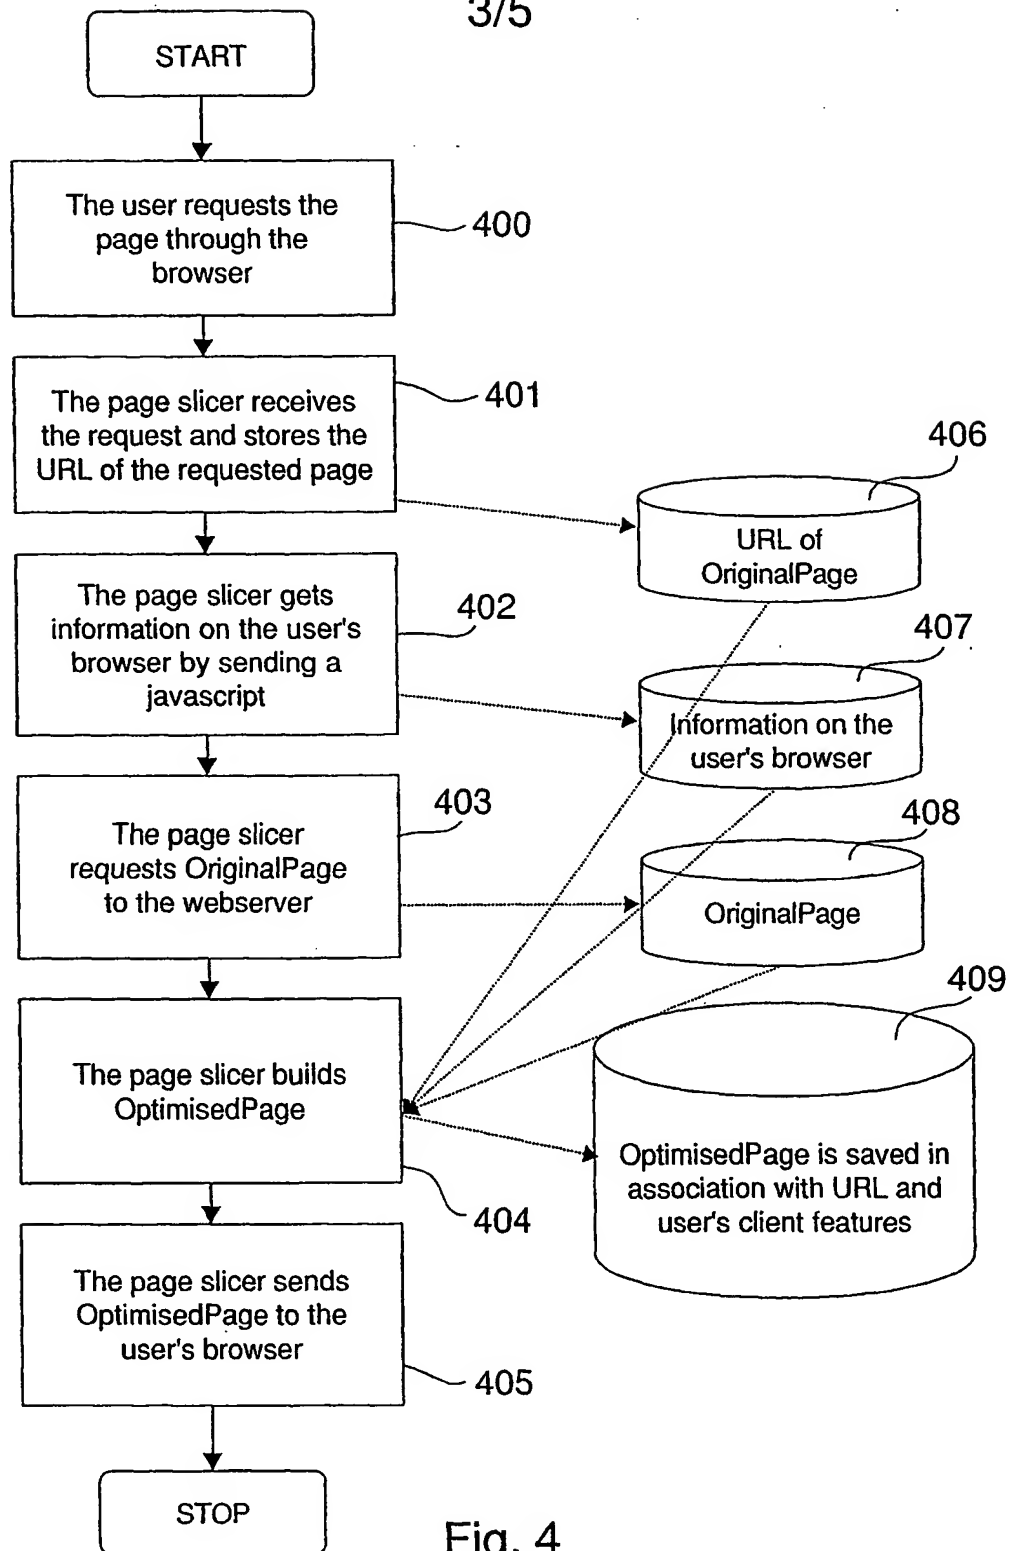 3/5
START
The user requests the
page through the
browser
400
The page slicer receives
the request and stores the
URL of the requested page
401
406
URL of
OriginalPage
The page slicer gets
information on the user's
browser by sending a
javascript
402
407
Information on the
user's browser
The page slicer
requests OriginalPage
to the webserver
403
408
OriginalPage
409
The page slicer builds
OptimisedPage
404
OptimisedPage is saved in
association with URL and
user's client features
The page slicer sends
OptimisedPage to the
user's browser
405
STOP
Fig. 4